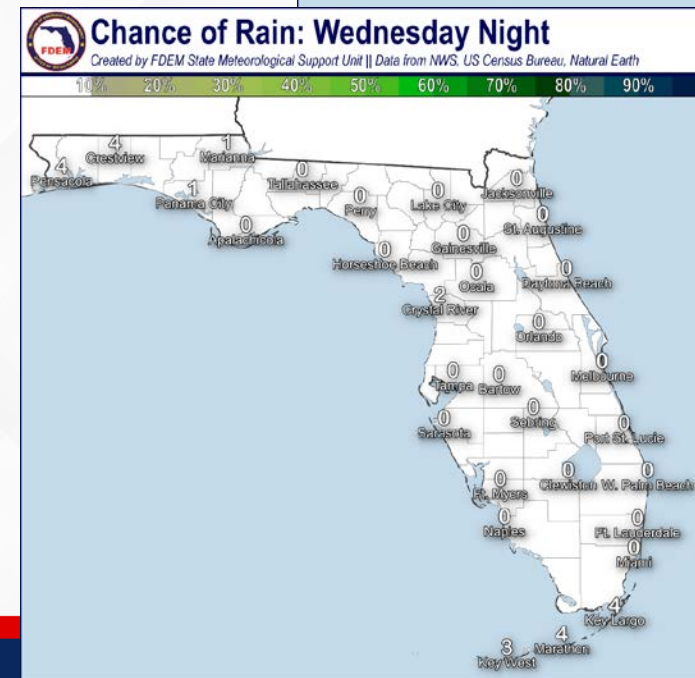 FDEM
Chance of Rain: Wednesday Night
Created by FDEM State Meteorological Support Unit || Data from NWS, US Census Bureau, Natural Earth
10% 20% 30% 40% 50% 60% 70% 80% 90%
4
Crestview
1
Marianna
4
Pensacola
0
Tallahassee
0
Jacksonville
1
Panama City
0
Perry
0
Lake City
0
St. Augustine
0
Apalachicola
0
Gainesville
0
Horseshoe Beach
0
Ocala
0
Daytona Beach
2
Crystal River
0
Orlando
0
Melbourne
0
Tampa
0
Bartow
0
Sebring
0
Sarasota
0
Port St. Lucie
0
Ft. Myers
0
Clewiston
0
W. Palm Beach
0
Naples
0
Ft. Lauderdale
0
Miami
4
Key Largo
4
Marathon
3
Key West